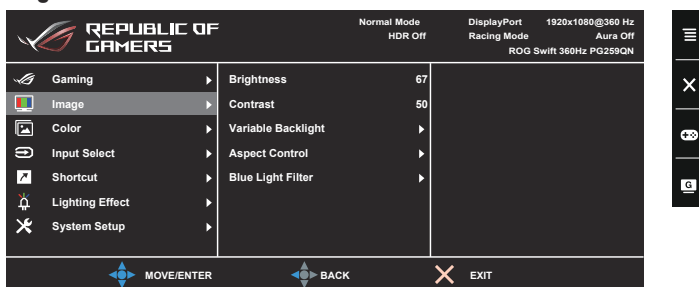 REPUBLIC OF
GAMERS
Normal Mode
HDR Off
DisplayPort 1920x1080@360 Hz
Racing Mode Aura Off
ROG Swift 360Hz PG259QN
Gaming
Image
Color
Input Select
Shortcut
Lighting Effect
System Setup
Brightness 67
Contrast 50
Variable Backlight
Aspect Control
Blue Light Filter
MOVE/ENTER BACK EXIT
G